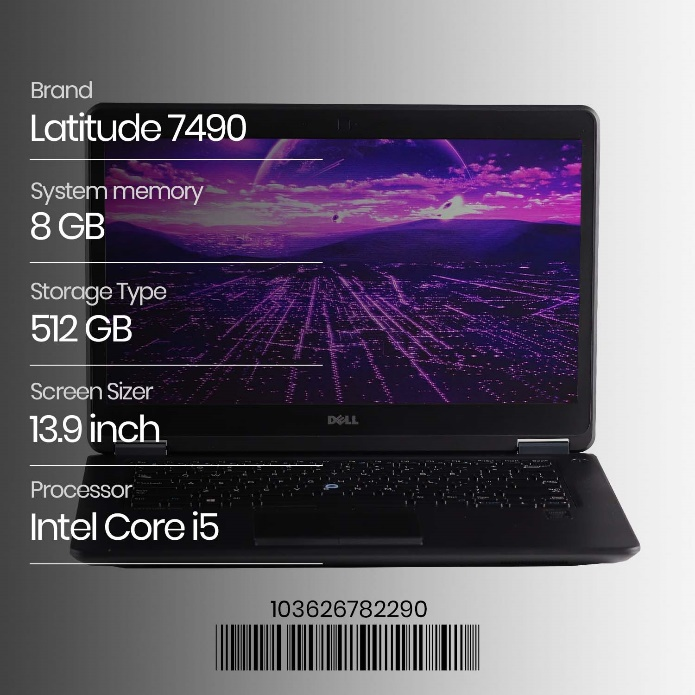 Brand
Latitude 7490
System memory
8 GB
Storage Type
512 GB
Screen Sizer
13.9 inch
DELL
Processor
Intel Core i5
103626782290